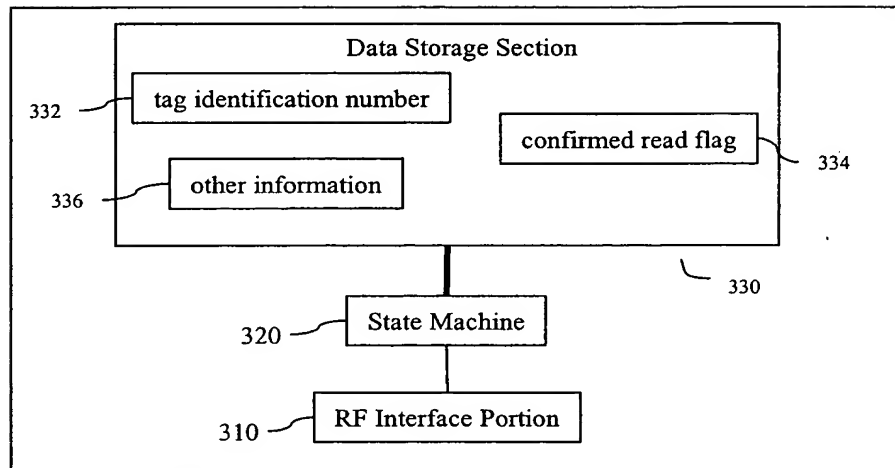 Data Storage Section
332
tag identification number
confirmed read flag
334
336
other information
330
320
State Machine
310
RF Interface Portion